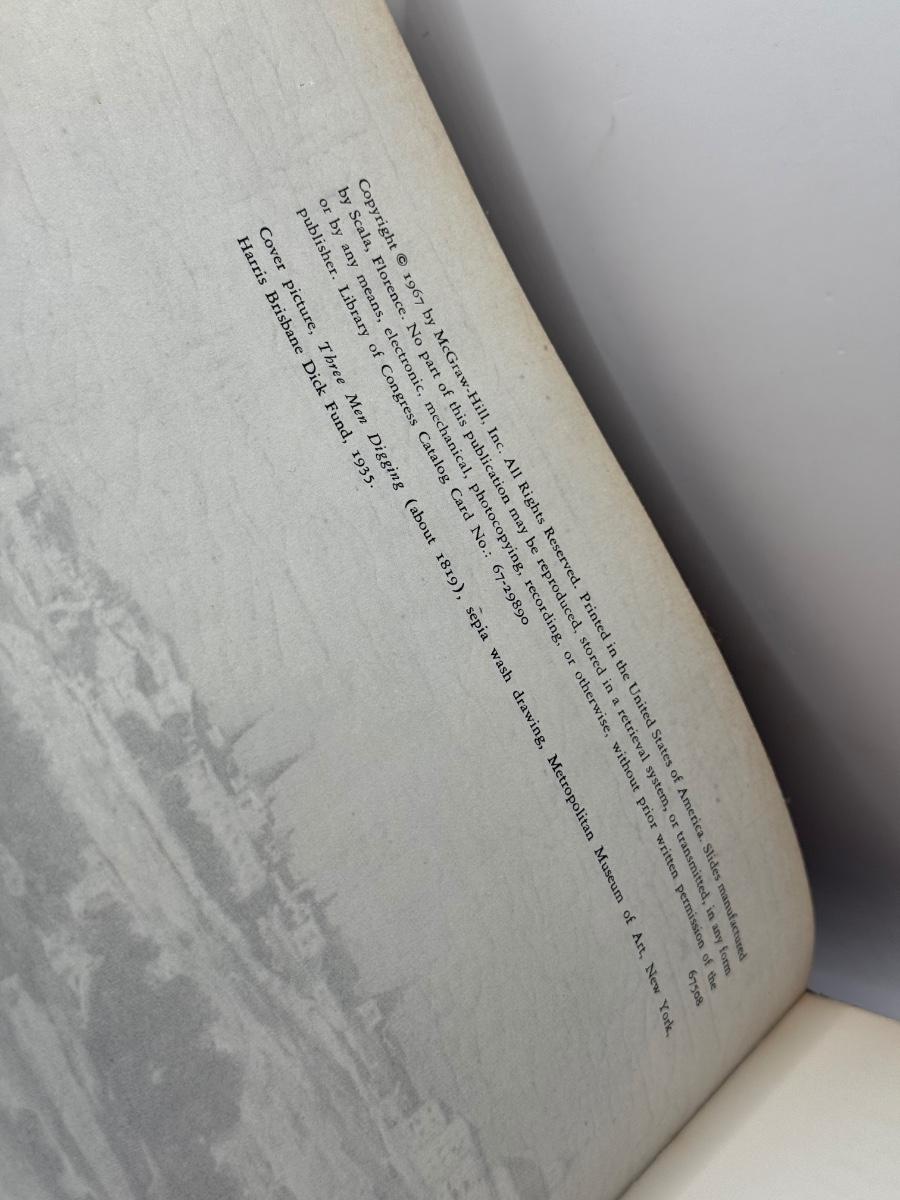 Copyright © 1967 by McGraw-Hill, Inc. All Rights Reserved. Printed in the United States of America. Slides manufactured
by Scala, Florence. No part of this publication may be reproduced, stored in a retrieval system, or transmitted, in any form
or by any means, electronic, mechanical, photocopying, recording, or otherwise, without prior written permission of the
publisher. Library of Congress Catalog Card No.: 67-29890 67508
Cover picture, Three Men Digging (about 1819), sepia wash drawing, Metropolitan Museum of Art, New York,
Harris Brisbane Dick Fund, 1935.